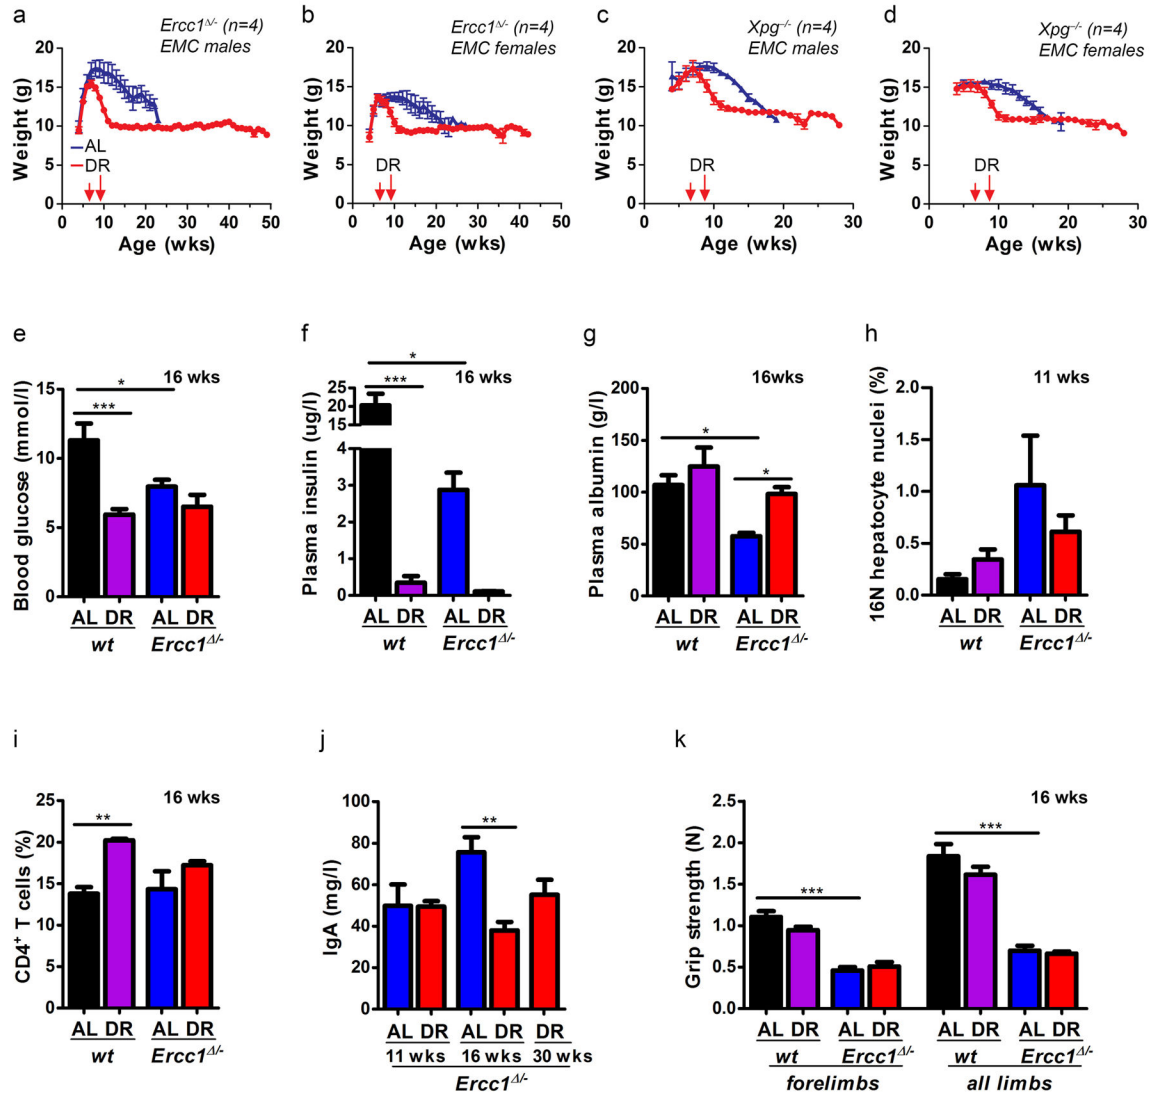 a
Ercc1Δ/- (n=4)
EMC males
Weight (g)
20
15
10
5
0
AL
DR
0 10 20 30 40 50
Age (wks)
b
Ercc1Δ/- (n=4)
EMC females
Weight (g)
20
15
10
5
0
DR
0 10 20 30 40 50
Age (wks)
c
Xpg-/- (n=4)
EMC males
Weight (g)
20
15
10
5
0
DR
0 10 20 30
Age (wks)
d
Xpg-/- (n=4)
EMC females
Weight (g)
20
15
10
5
0
DR
0 10 20 30
Age (wks)
e
16 wks
Blood glucose (mmol/l)
15
10
5
0
*
***
AL DR AL DR
wt Ercc1Δ/-
f
16 wks
Plasma insulin (ug/l)
25
20
15
4
3
2
1
0
*
***
AL DR AL DR
wt Ercc1Δ/-
g
16wks
Plasma albumin (g/l)
200
150
100
50
0
*
*
AL DR AL DR
wt Ercc1Δ/-
h
11 wks
16N hepatocyte nuclei (%)
2.0
1.5
1.0
0.5
0.0
AL DR AL DR
wt Ercc1Δ/-
i
16 wks
CD4+ T cells (%)
25
20
15
10
5
0
**
AL DR AL DR
wt Ercc1Δ/-
j
IgA (mg/l)
100
80
60
40
20
0
**
AL DR AL DR DR
11 wks 16 wks 30 wks
Ercc1Δ/-
k
16 wks
Grip strength (N)
2.5
2.0
1.5
1.0
0.5
0.0
***
***
AL DR AL DR AL DR AL DR
wt Ercc1Δ/- wt Ercc1Δ/-
forelimbs all limbs